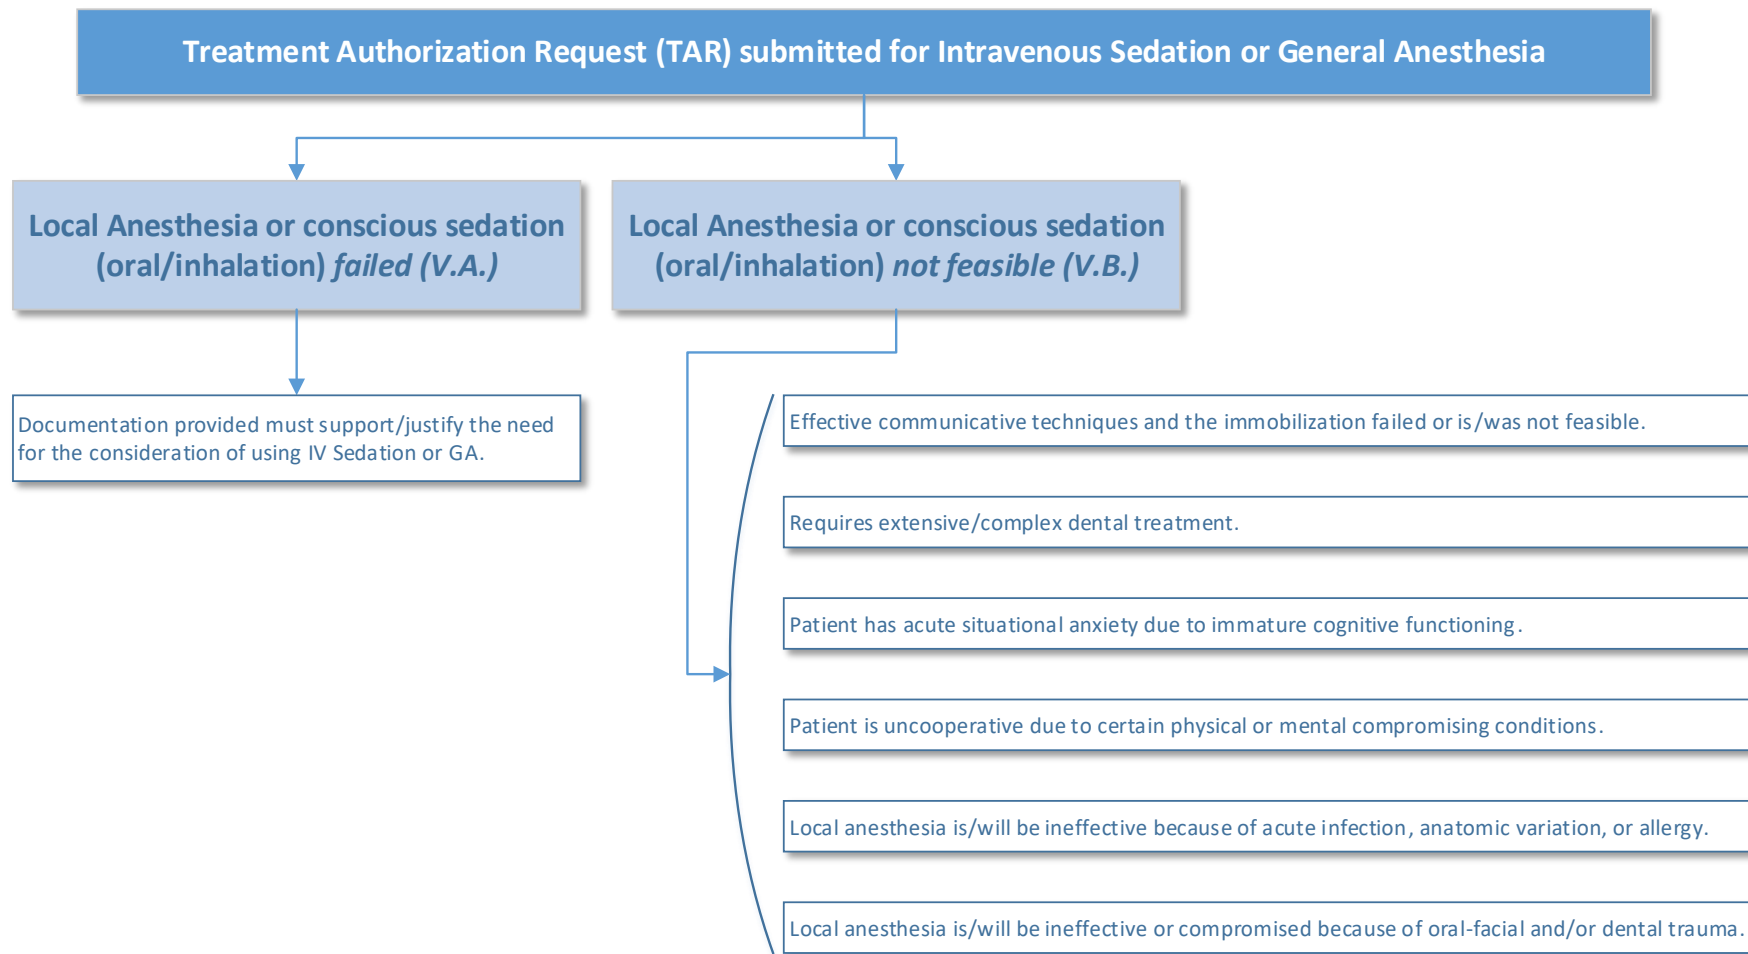 Treatment Authorization Request (TAR) submitted for Intravenous Sedation or General Anesthesia
Local Anesthesia or conscious sedation
(oral/inhalation) failed (V.A.)
Local Anesthesia or conscious sedation
(oral/inhalation) not feasible (V.B.)
Documentation provided must support/justify the need
for the consideration of using IV Sedation or GA.
Effective communicative techniques and the immobilization failed or is/was not feasible.
Requires extensive/complex dental treatment.
Patient has acute situational anxiety due to immature cognitive functioning.
Patient is uncooperative due to certain physical or mental compromising conditions.
Local anesthesia is/will be ineffective because of acute infection, anatomic variation, or allergy.
Local anesthesia is/will be ineffective or compromised because of oral-facial and/or dental trauma.